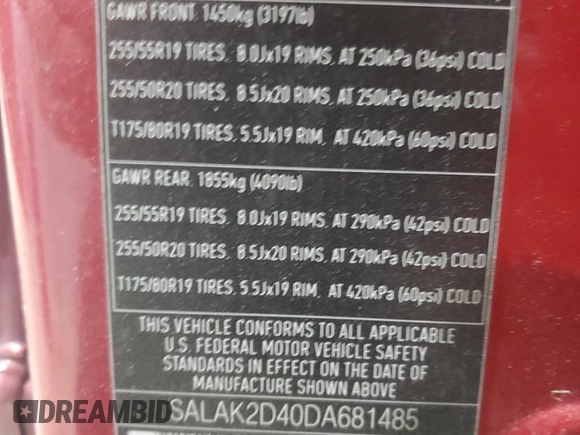 GAWR FRONT 1450kg (3197lb)
255/55R19 TIRES, 8.0Jx19 RIMS, AT 250kPa (36psi) COLD
255/50R20 TIRES, 8.5Jx20 RIMS, AT 250kPa (36psi) COLD
T175/80R19 TIRES, 5.5Jx19 RIM, AT 420kPa (60psi) COLD
GAWR REAR 1855kg (4090lb)
255/55R19 TIRES, 8.0Jx19 RIMS, AT 290kPa (42psi) COLD
255/50R20 TIRES, 8.5Jx20 RIMS, AT 290kPa (42psi) COLD
T175/80R19 TIRES, 5.5Jx19 RIM, AT 420kPa (60psi) COLD
THIS VEHICLE CONFORMS TO ALL APPLICABLE
U.S. FEDERAL MOTOR VEHICLE SAFETY
STANDARDS IN EFFECT ON THE DATE OF
MANUFACTURE SHOWN ABOVE
SALAK2D40DA681485
DREAMBID